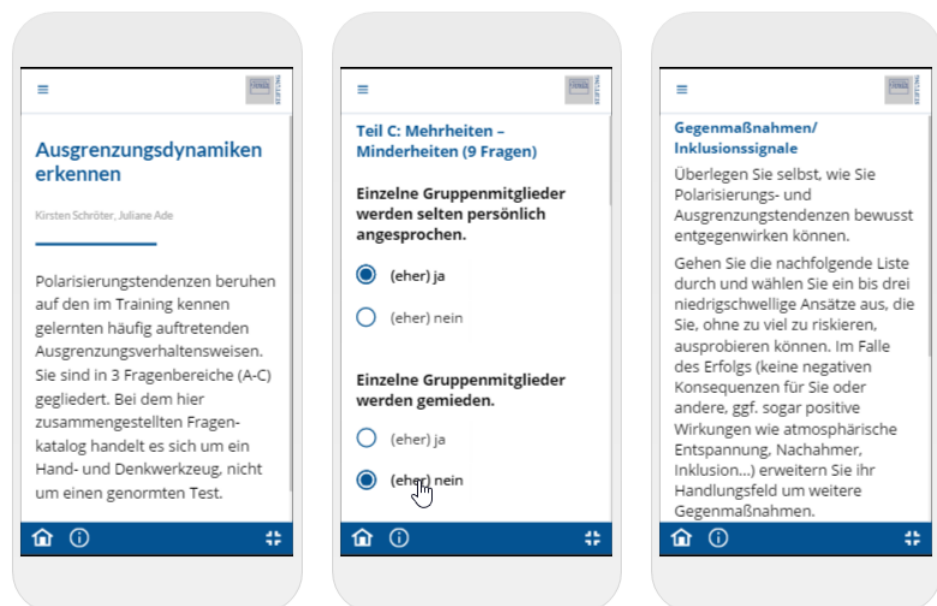 Ausgrenzungsdynamiken
erkennen
Kirsten Schröter, Juliane Ade
Polarisierungstendenzen beruhen
auf den im Training kennen
gelernten häufig auftretenden
Ausgrenzungsverhaltensweisen.
Sie sind in 3 Fragenbereiche (A-C)
gegliedert. Bei dem hier
zusammengestellten Fragen-
katalog handelt es sich um ein
Hand- und Denkwerkzeug, nicht
um einen genormten Test.
Teil C: Mehrheiten –
Minderheiten (9 Fragen)
Einzelne Gruppenmitglieder
werden selten persönlich
angesprochen.
(eher) ja
(eher) nein
Einzelne Gruppenmitglieder
werden gemieden.
(eher) ja
(eher) nein
Gegenmaßnahmen/
Inklusionssignale
Überlegen Sie selbst, wie Sie
Polarisierungs- und
Ausgrenzungstendenzen bewusst
entgegenwirken können.
Gehen Sie die nachfolgende Liste
durch und wählen Sie ein bis drei
niedrigschwellige Ansätze aus, die
Sie, ohne zu viel zu riskieren,
ausprobieren können. Im Falle
des Erfolgs (keine negativen
Konsequenzen für Sie oder
andere, ggf. sogar positive
Wirkungen wie atmosphärische
Entspannung, Nachahmer,
Inklusion...) erweitern Sie ihr
Handlungsfeld um weitere
Gegenmaßnahmen.